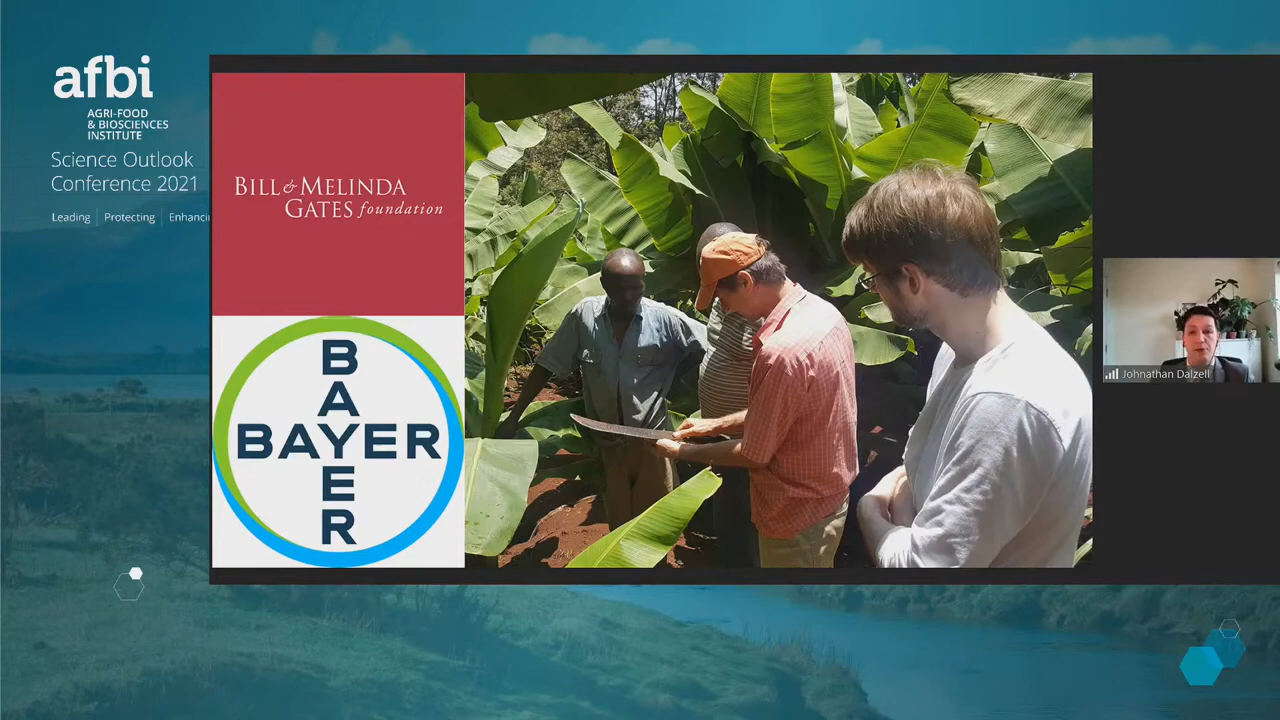 afbi
AGRI-FOOD
& BIOSCIENCES
INSTITUTE
Science Outlook
Conference 2021
Leading
Protecting
Enhancin
BILL & MELINDA
GATES foundation
BAYER
BAYER
Johnathan Dalzell